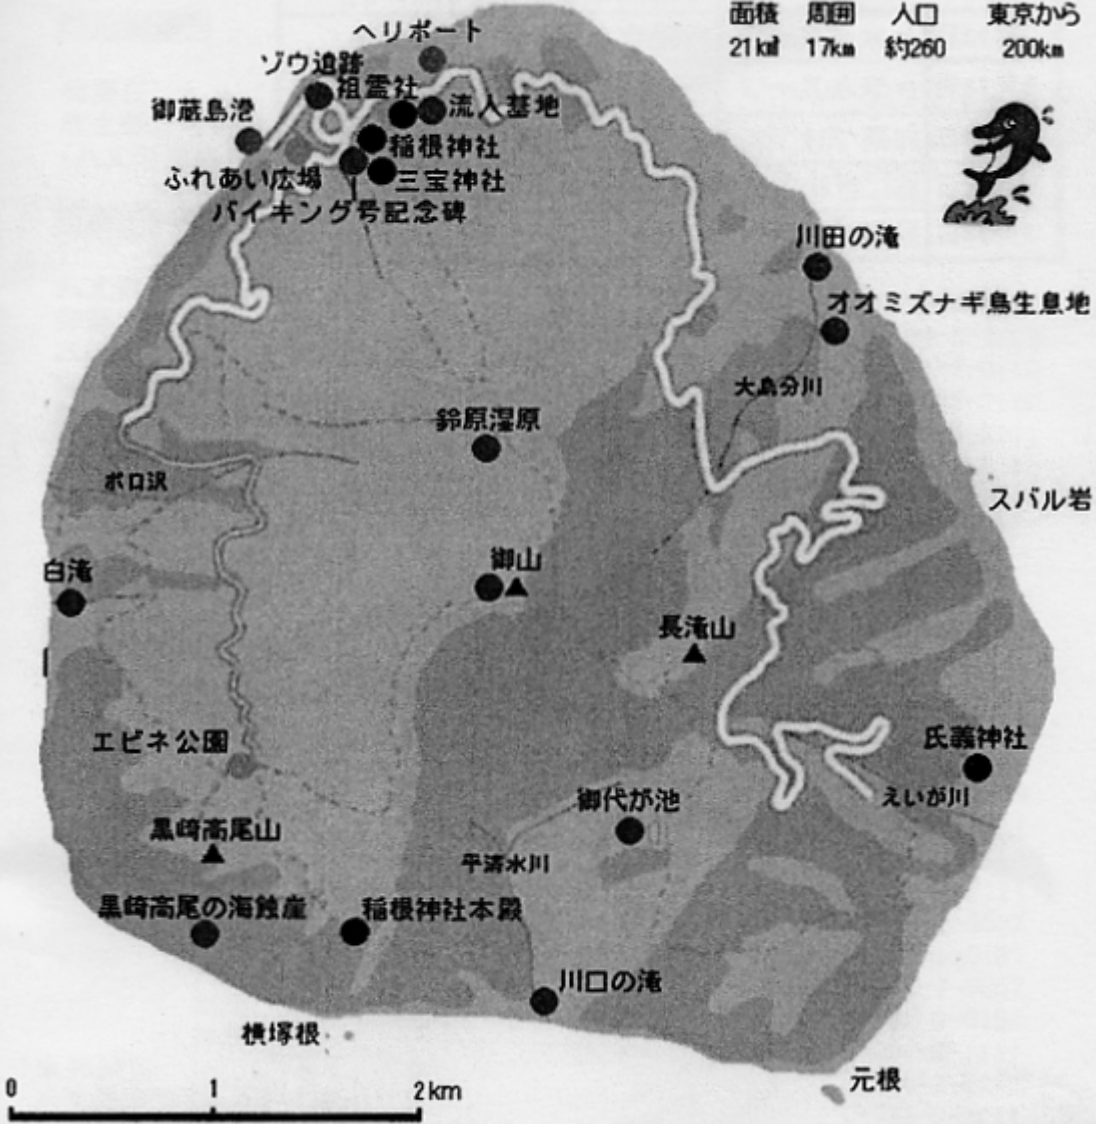 面積 周囲 人口 東京から
21k㎡ 17km 約260 200km
ヘリポート
ゾウ追跡
祖霊社
御蔵島港
流人墓地
稲根神社
ふれあい広場
三宝神社
バイキング号記念碑
川田の滝
オオミズナギ鳥生息地
大島分川
鈴原湿原
ボロ沢
スバル岩
白滝
御山
長滝山
エビネ公園
氏義神社
えいが川
御代が池
黒崎高尾山
平清水川
黒崎高尾の海蝕産
稲根神社本殿
川口の滝
横塚根
元根
0 1 2km